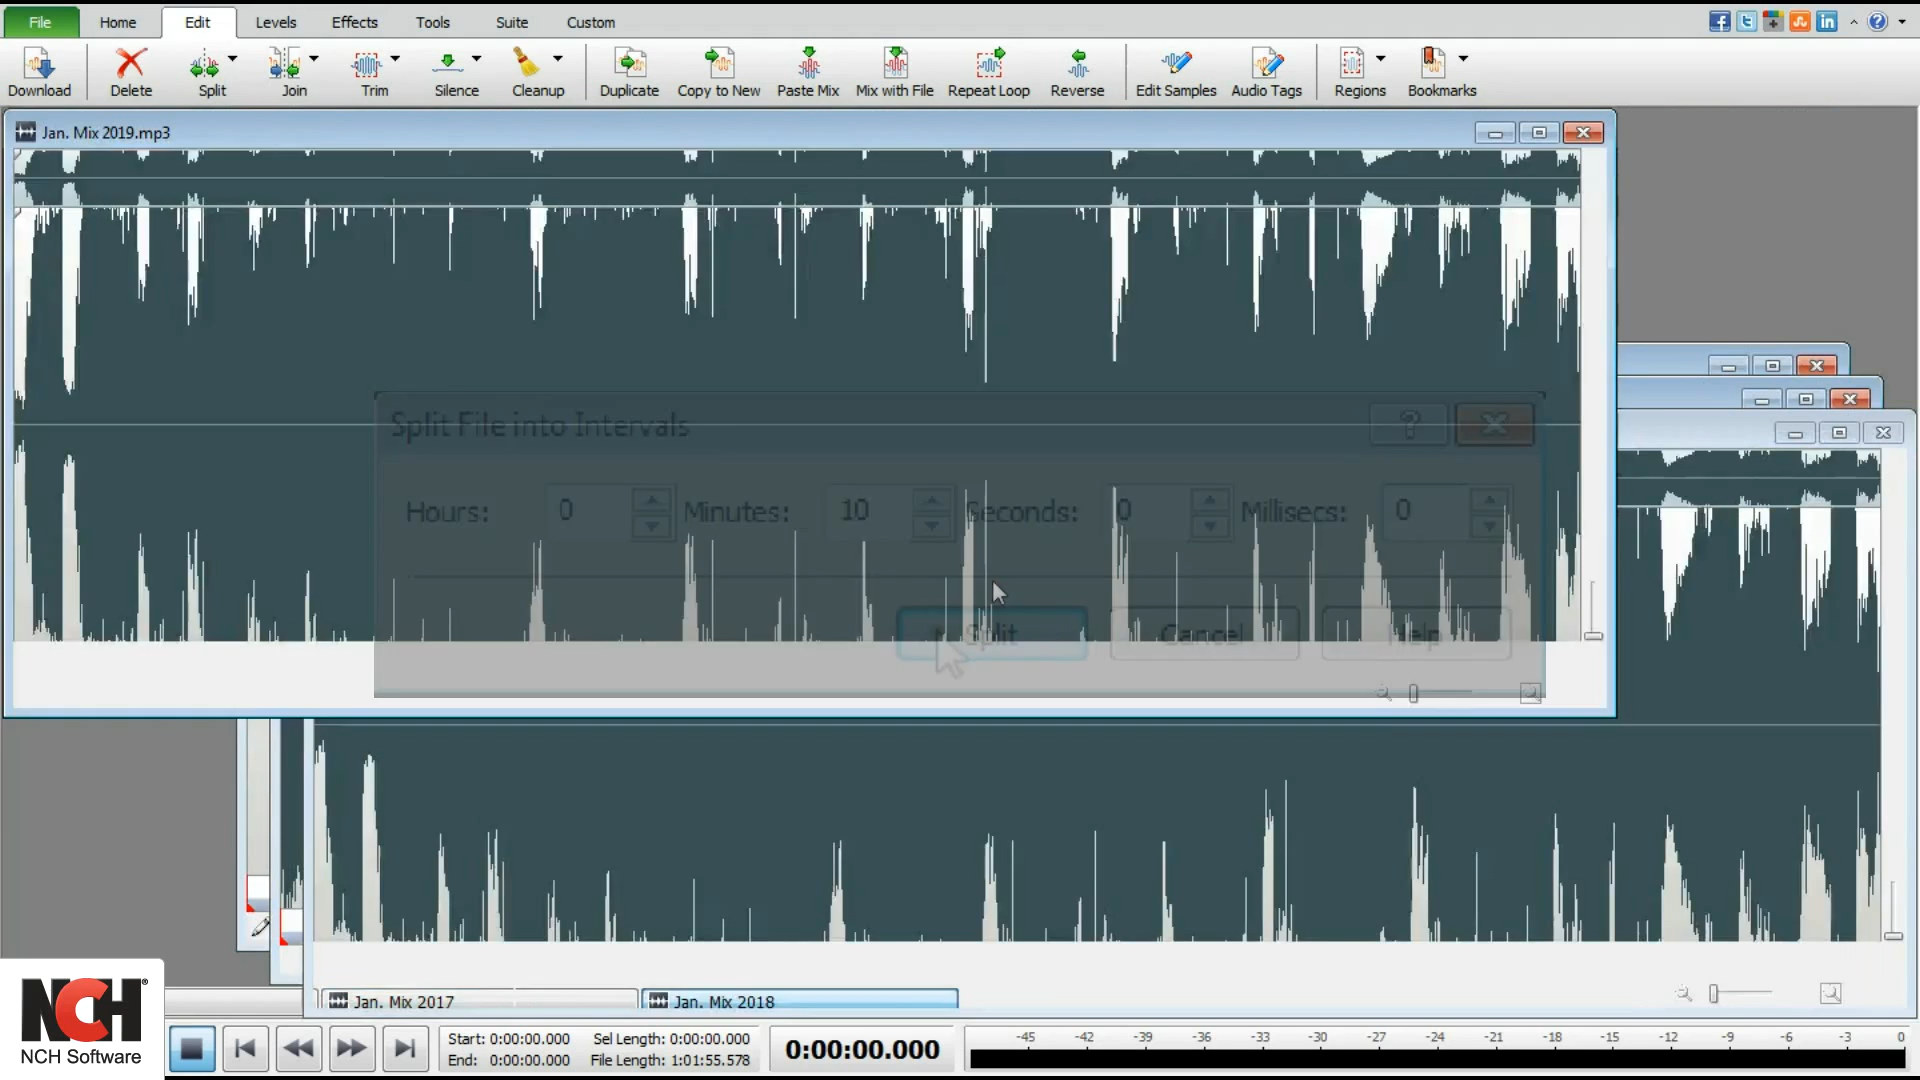 File Home Edit Levels Effects Tools Suite Custom
Download Delete Split Join Trim Silence Cleanup Duplicate Copy to New Paste Mix Mix with File Repeat Loop Reverse Edit Samples Audio Tags Regions Bookmarks
Jan. Mix 2019.mp3
Split File into Intervals
Hours: 0 Minutes: 10 Seconds: 0 Millisecs: 0
Split Cancel Help
Jan. Mix 2017 Jan. Mix 2018
NCH®
NCH Software
Start: 0:00:00.000 Sel Length: 0:00:00.000
End: 0:00:00.000 File Length: 1:01:55.578
0:00:00.000
-45 -42 -39 -36 -33 -30 -27 -24 -21 -18 -15 -12 -9 -6 -3 0